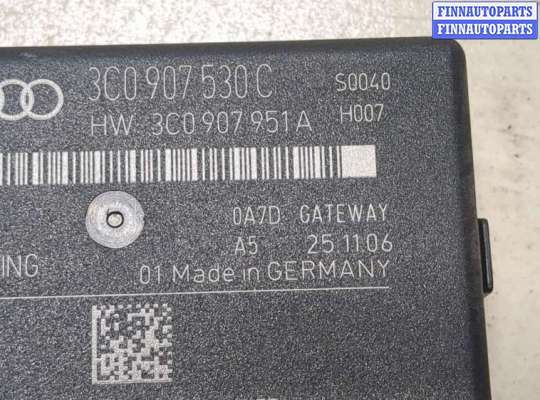 FINNAUTOPARTS
FINNAUTOPARTS
3C0 907 530 C S0040
HW 3C0 907 951 A H007
0A7D GATEWAY
A5 25 11 06
ING
01 Made in GERMANY